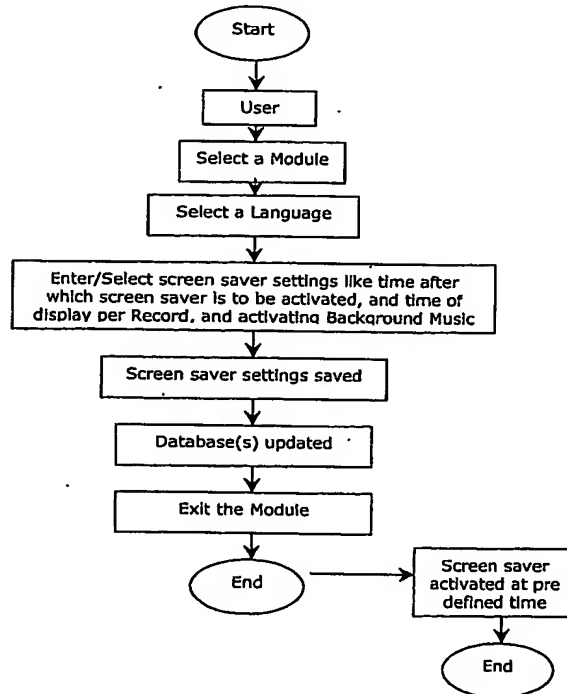 Start
User
Select a Module
Select a Language
Enter/Select screen saver settings like time after
which screen saver is to be activated, and time of
display per Record, and activating Background Music
Screen saver settings saved
Database(s) updated
Exit the Module
End
Screen saver
activated at pre
defined time
End